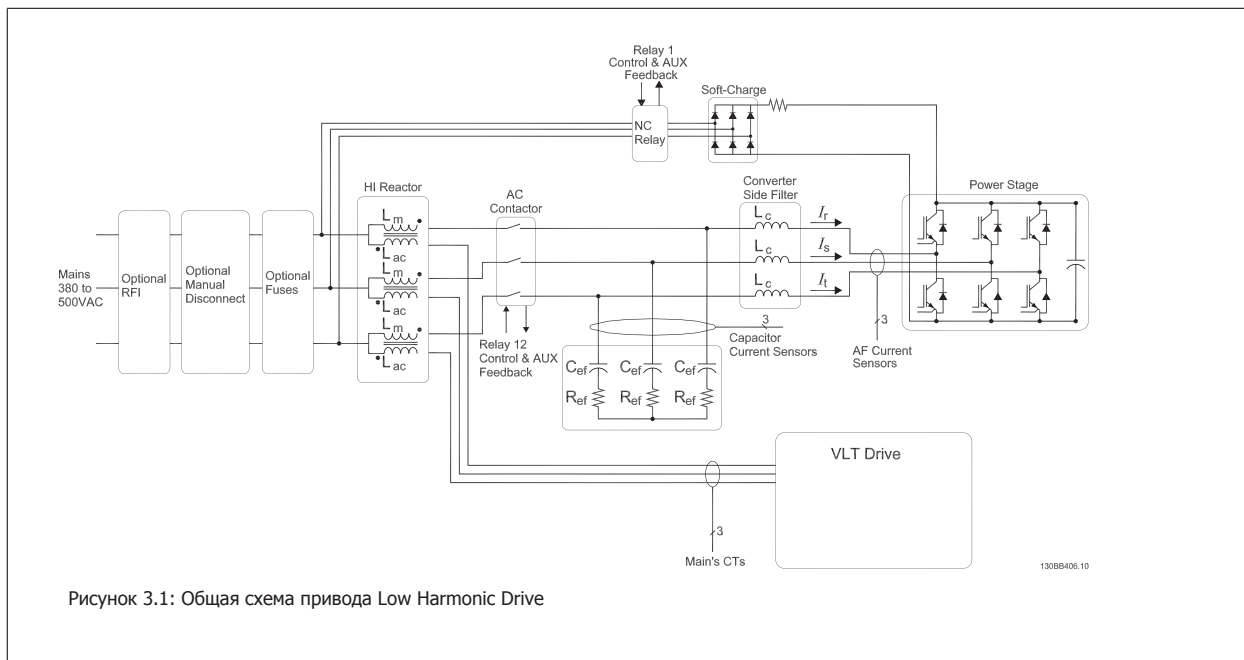 Relay 1
Control & AUX
Feedback
Soft-Charge
NC
Relay
HI Reactor
AC
Contactor
Converter
Side Filter
Power Stage
Mains
380 to
500VAC
Optional
RFI
Optional
Manual
Disconnect
Optional
Fuses
Lm
Lac
Lm
Lac
Lm
Lac
Lc
Lc
Lc
Ir
Is
It
3
Capacitor
Current Sensors
3
AF Current
Sensors
Relay 12
Control & AUX
Feedback
Cef Cef Cef
Ref Ref Ref
VLT Drive
3
Main's CTs
130BB406.10
Рисунок 3.1: Общая схема привода Low Harmonic Drive